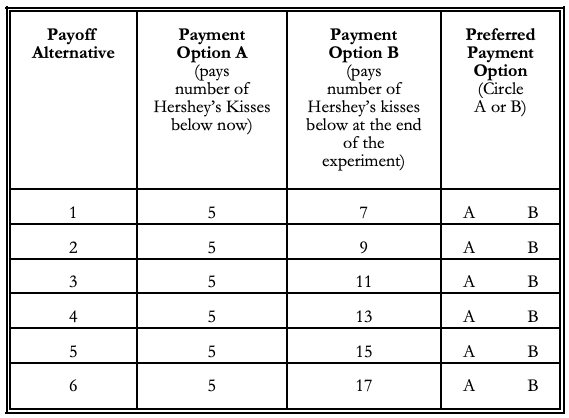 Payoff Alternative
Payment Option A (pays number of Hershey's Kisses below now)
Payment Option B (pays number of Hershey's kisses below at the end of the experiment)
Preferred Payment Option (Circle A or B)
1 5 7 A B
2 5 9 A B
3 5 11 A B
4 5 13 A B
5 5 15 A B
6 5 17 A B